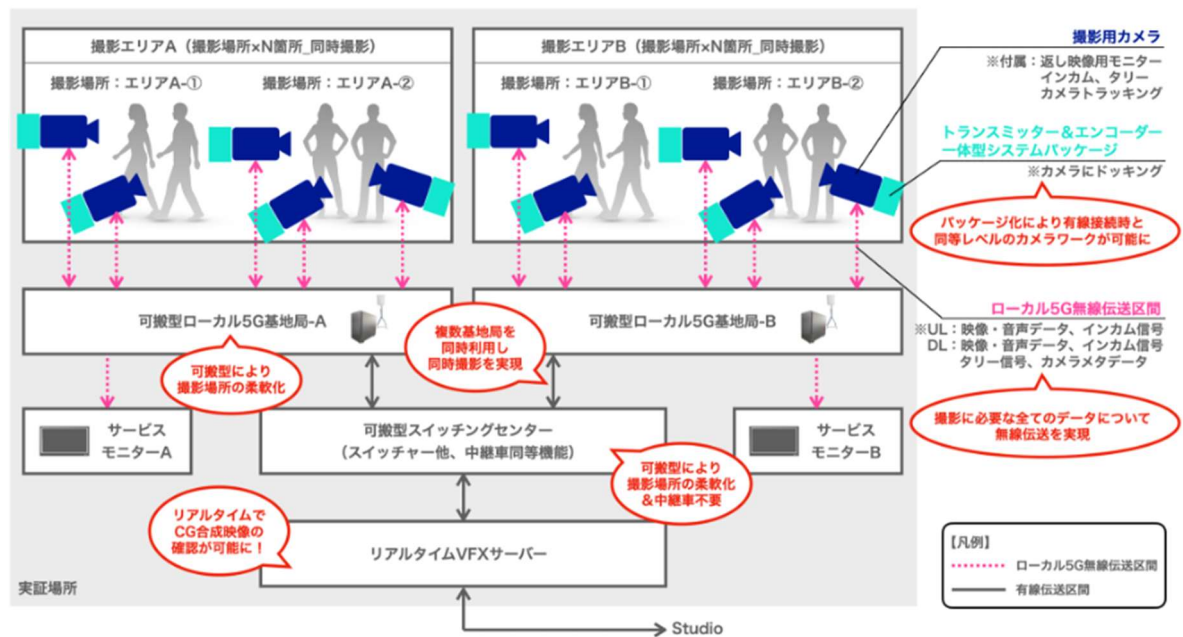 撮影エリアA（撮影場所×N箇所_同時撮影）
撮影場所：エリアA-①
撮影場所：エリアA-②
撮影エリアB（撮影場所×N箇所_同時撮影）
撮影場所：エリアB-①
撮影場所：エリアB-②
撮影用カメラ
※付属：返し映像用モニター
インカム、タリー
カメラトラッキング
トランスミッター＆エンコーダー
一体型システムパッケージ
※カメラにドッキング
パッケージ化により有線接続時と
同等レベルのカメラワークが可能に
可搬型ローカル5G基地局-A
可搬型ローカル5G基地局-B
ローカル5G無線伝送区間
※UL：映像・音声データ、インカム信号
DL：映像・音声データ、インカム信号
タリー信号、カメラメタデータ
撮影に必要な全てのデータについて
無線伝送を実現
可搬型により
撮影場所の柔軟化
複数基地局を
同時利用し
同時撮影を実現
サービス
モニターA
可搬型スイッチングセンター
（スイッチャー他、中継車同等機能）
サービス
モニターB
可搬型により
撮影場所の柔軟化
＆中継車不要
リアルタイムで
CG合成映像の
確認が可能に！
リアルタイムVFXサーバー
実証場所
Studio
【凡例】
ローカル5G無線伝送区間
有線伝送区間